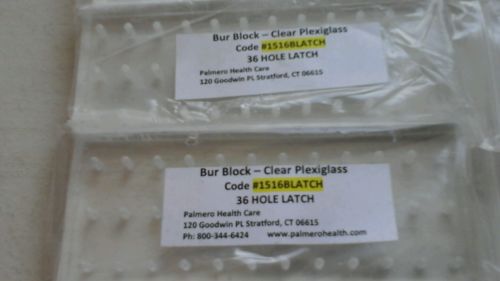 Bur Block – Clear Plexiglass
Code #1516BLATCH
36 HOLE LATCH
Palmero Health Care
120 Goodwin PL Stratford, CT 06615
Bur Block – Clear Plexiglass
Code #1516BLATCH
36 HOLE LATCH
Palmero Health Care
120 Goodwin PL Stratford, CT 06615
Ph: 800-344-6424 www.palmerohealth.com